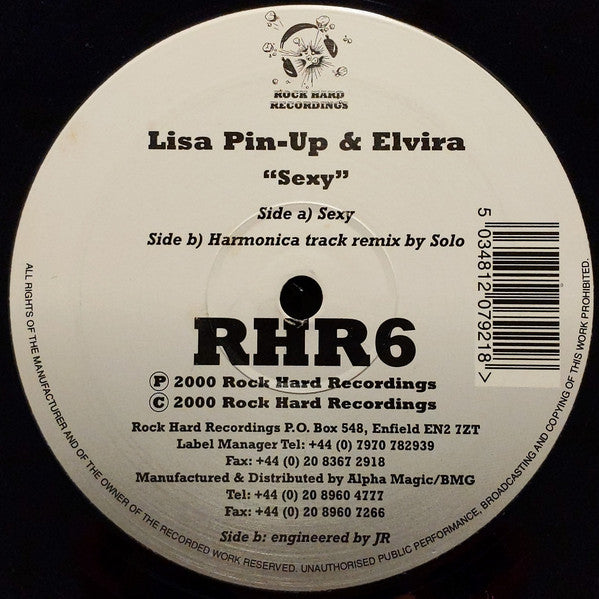 ROCK HARD
RECORDINGS
Lisa Pin-Up & Elvira
“Sexy”
Side a) Sexy
Side b) Harmonica track remix by Solo
5 034812 079218 >
RHR6
Ⓟ 2000 Rock Hard Recordings
Ⓒ 2000 Rock Hard Recordings
Rock Hard Recordings P.O. Box 548, Enfield EN2 7ZT
Label Manager Tel: +44 (0) 7970 782939
Fax: +44 (0) 20 8367 2918
Manufactured & Distributed by Alpha Magic/BMG
Tel: +44 (0) 20 8960 4777
Fax: +44 (0) 20 8960 7266
Side b: engineered by JR
ALL RIGHTS OF THE MANUFACTURER AND OF THE OWNER OF THE RECORDED WORK RESERVED. UNAUTHORISED PUBLIC PERFORMANCE, BROADCASTING AND COPYING OF THIS WORK PROHIBITED.